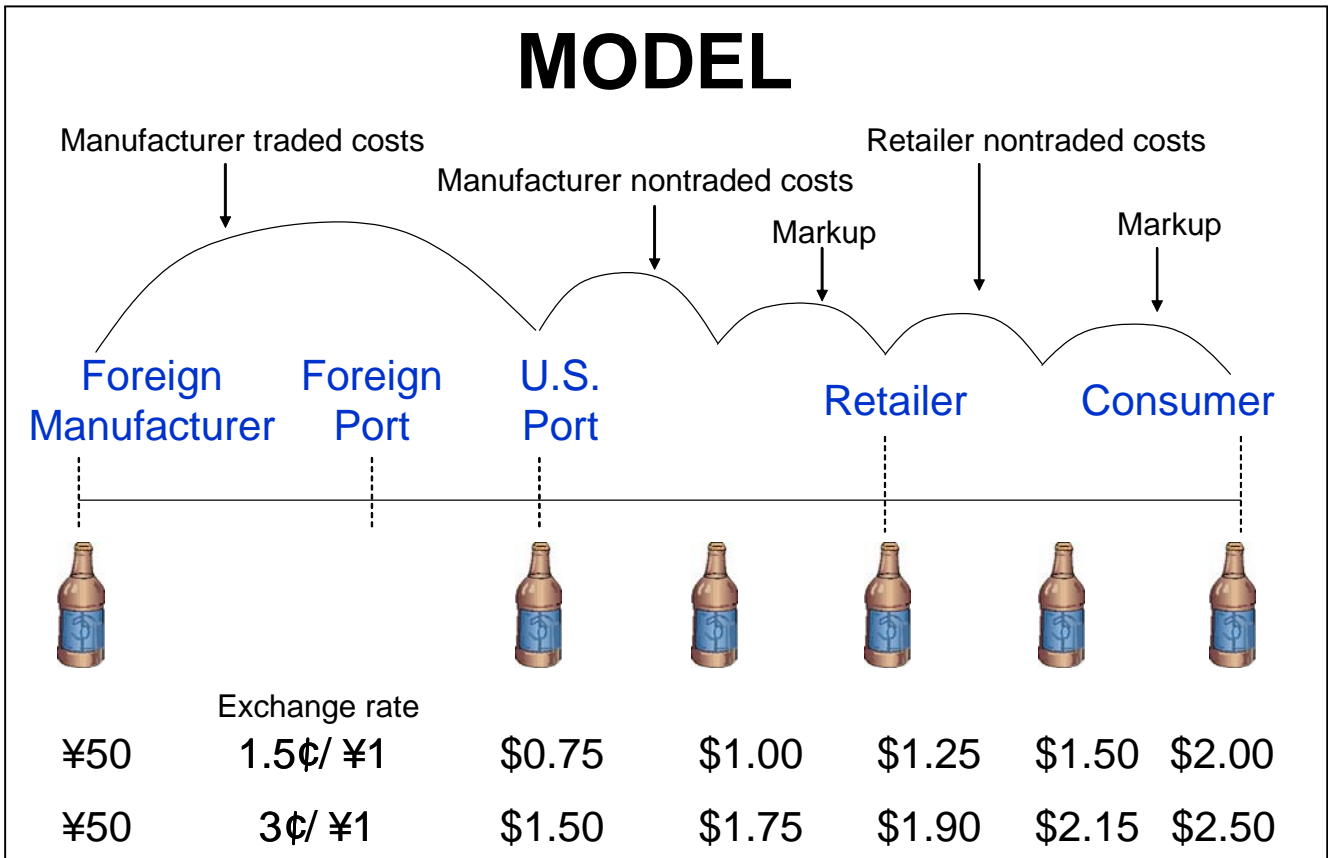 MODEL
Manufacturer traded costs
Retailer nontraded costs
Manufacturer nontraded costs
Markup
Markup
Foreign
Manufacturer
Foreign
Port
U.S.
Port
Retailer
Consumer
Exchange rate
¥50 1.5¢/ ¥1 $0.75 $1.00 $1.25 $1.50 $2.00
¥50 3¢/ ¥1 $1.50 $1.75 $1.90 $2.15 $2.50